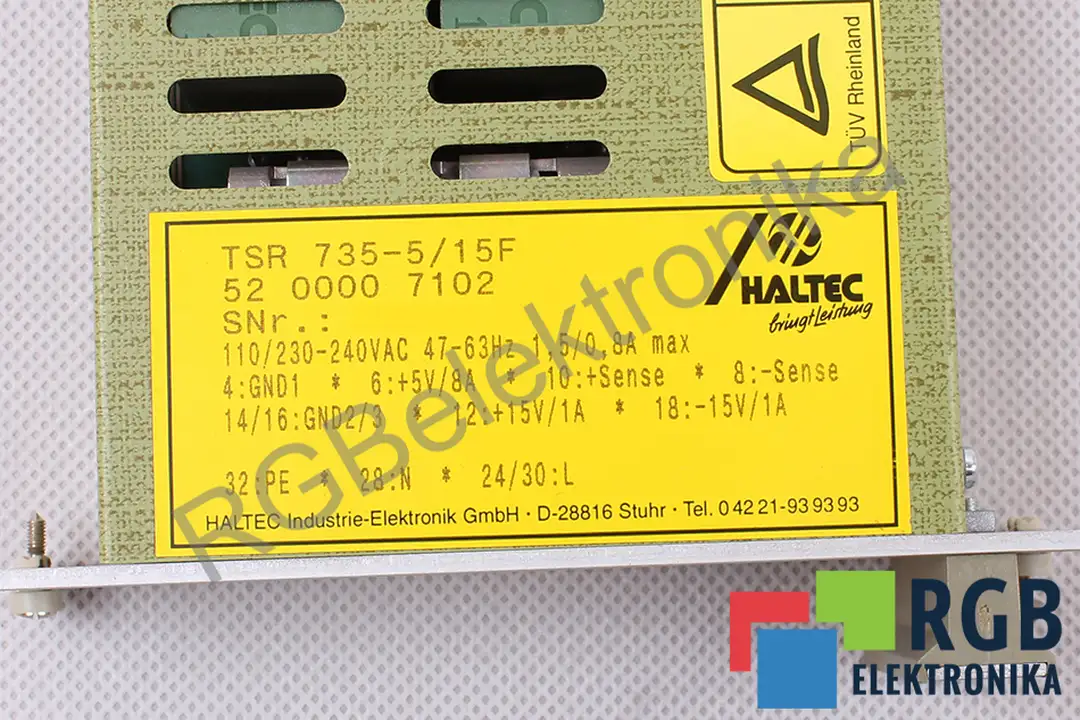 TÜV Rheinland
TSR 735-5/15F
52 0000 7102
SNr.:
HALTEC
bringt Leistung
110/230-240VAC 47-63Hz 1,5/0,8A max
4:GND1 * 6:+5V/8A * 10:+Sense * 8:-Sense
14/16:GND2/3 * 12:+15V/1A * 18:-15V/1A
32:PE * 28:N * 24/30:L
HALTEC Industrie-Elektronik GmbH · D-28816 Stuhr · Tel. 0 42 21-93 93 93
RGBelektronika
RGB
ELEKTRONIKA